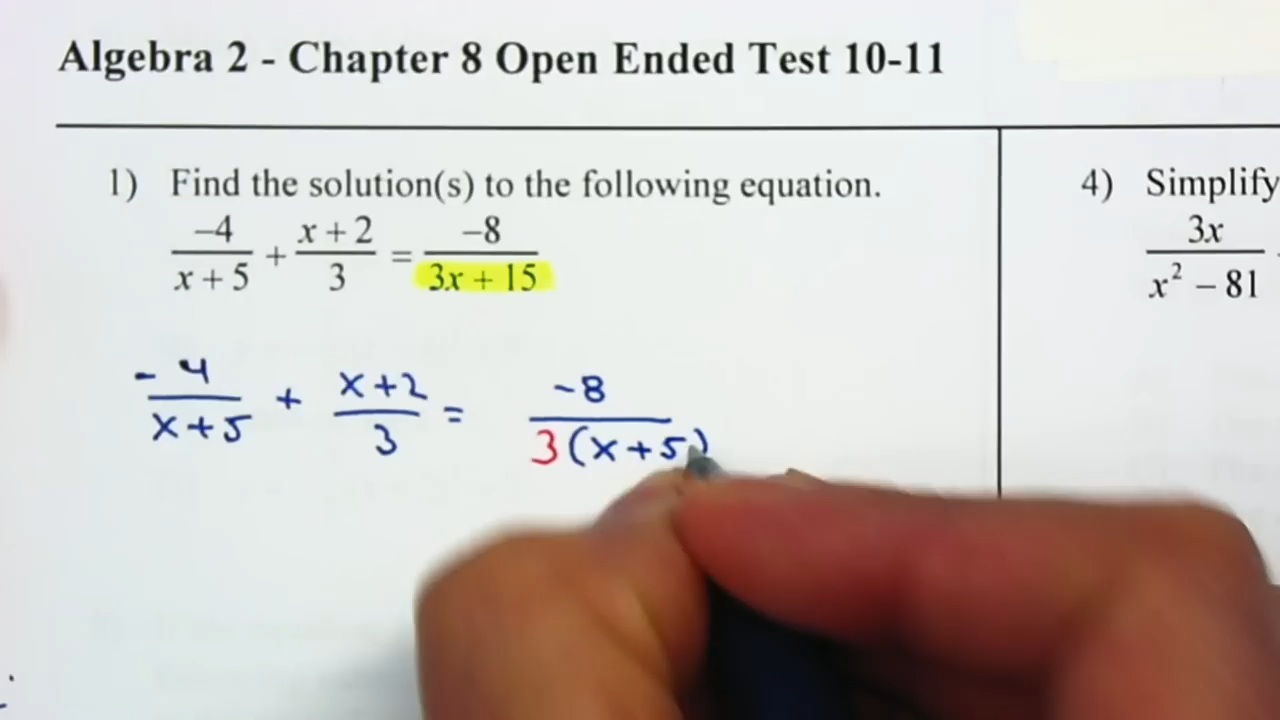 Algebra 2 - Chapter 8 Open Ended Test 10-11
1) Find the solution(s) to the following equation.
-4/(x + 5) + (x + 2)/3 = -8/(3x + 15)
-4/(x+5) + (x+2)/3 = -8/(3(x+5))
4) Simplify
3x/(x² - 81)